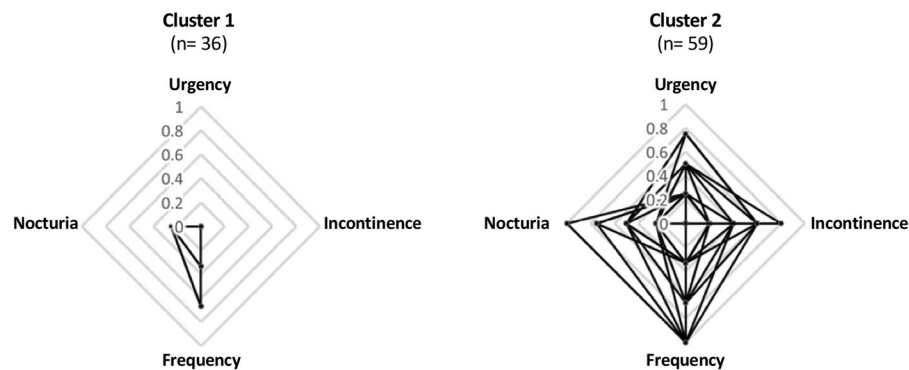 Cluster 1
(n= 36)
Urgency
1
0.8
0.6
0.4
0.2
0
Nocturia
Incontinence
Frequency
Cluster 2
(n= 59)
Urgency
1
0.8
0.6
0.4
0.2
0
Nocturia
Incontinence
Frequency